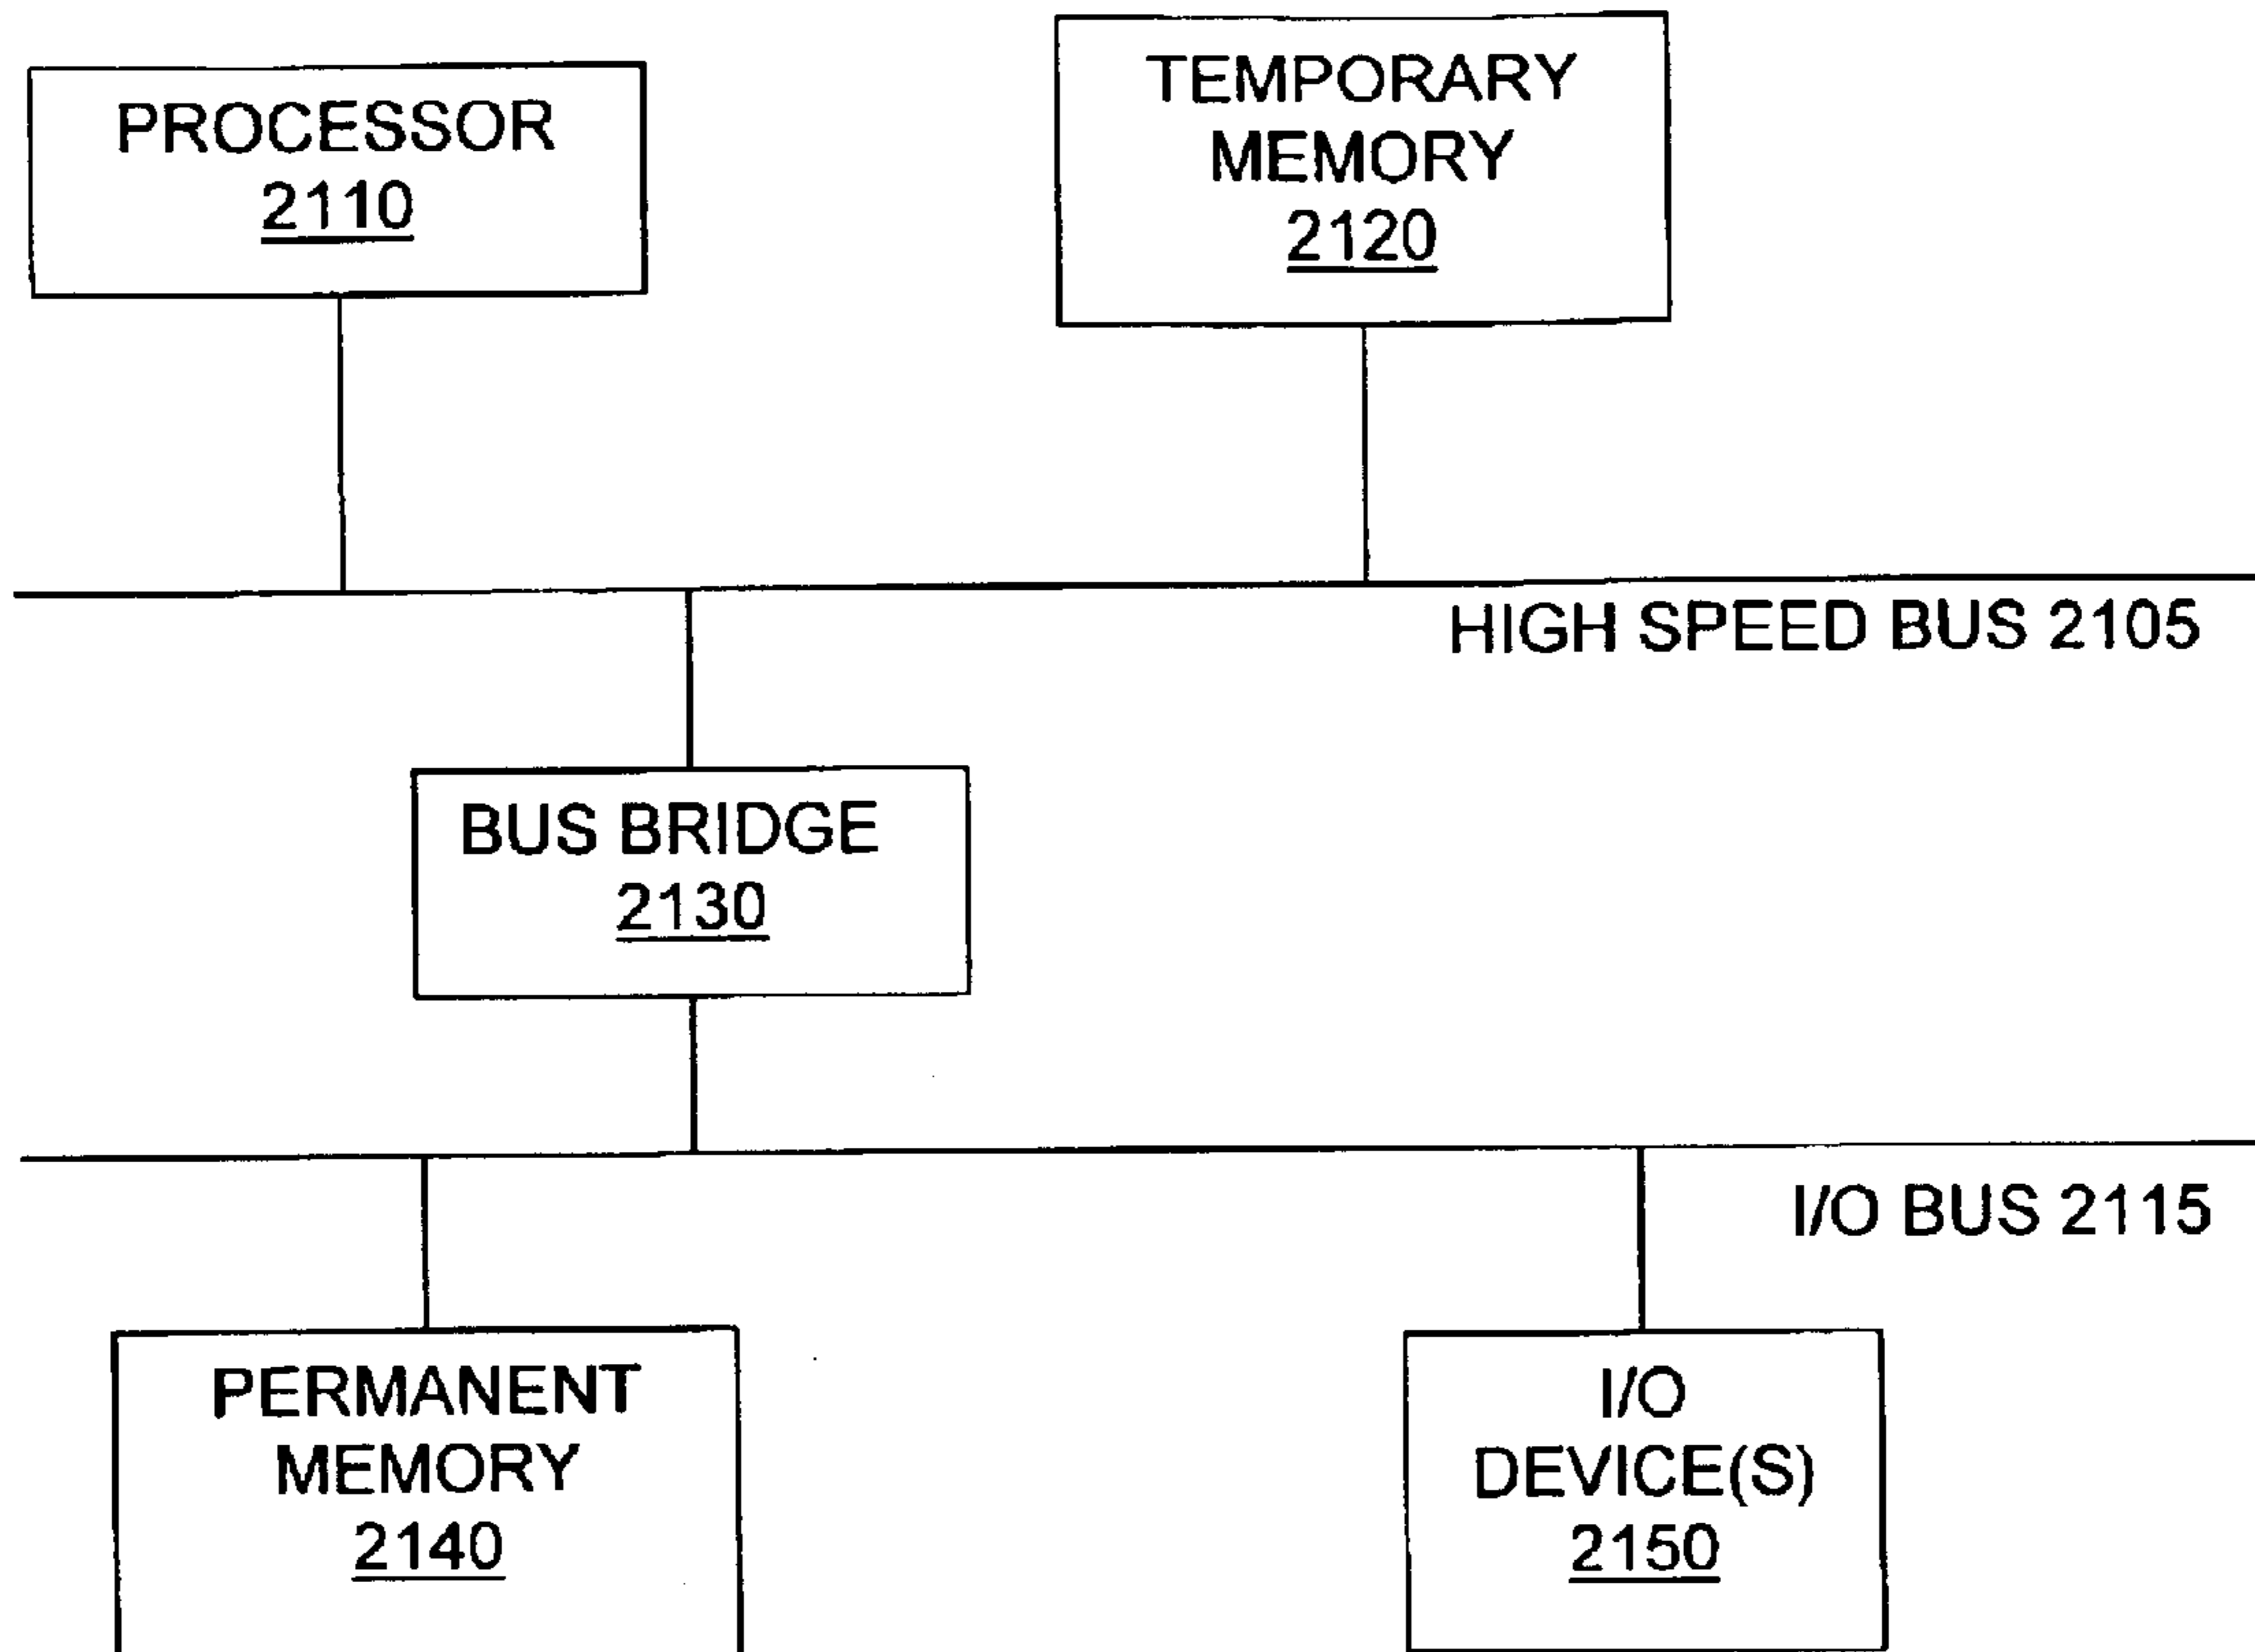 PROCESSOR
2110
TEMPORARY
MEMORY
2120
HIGH SPEED BUS 2105
BUS BRIDGE
2130
I/O BUS 2115
PERMANENT
MEMORY
2140
I/O
DEVICE(S)
2150